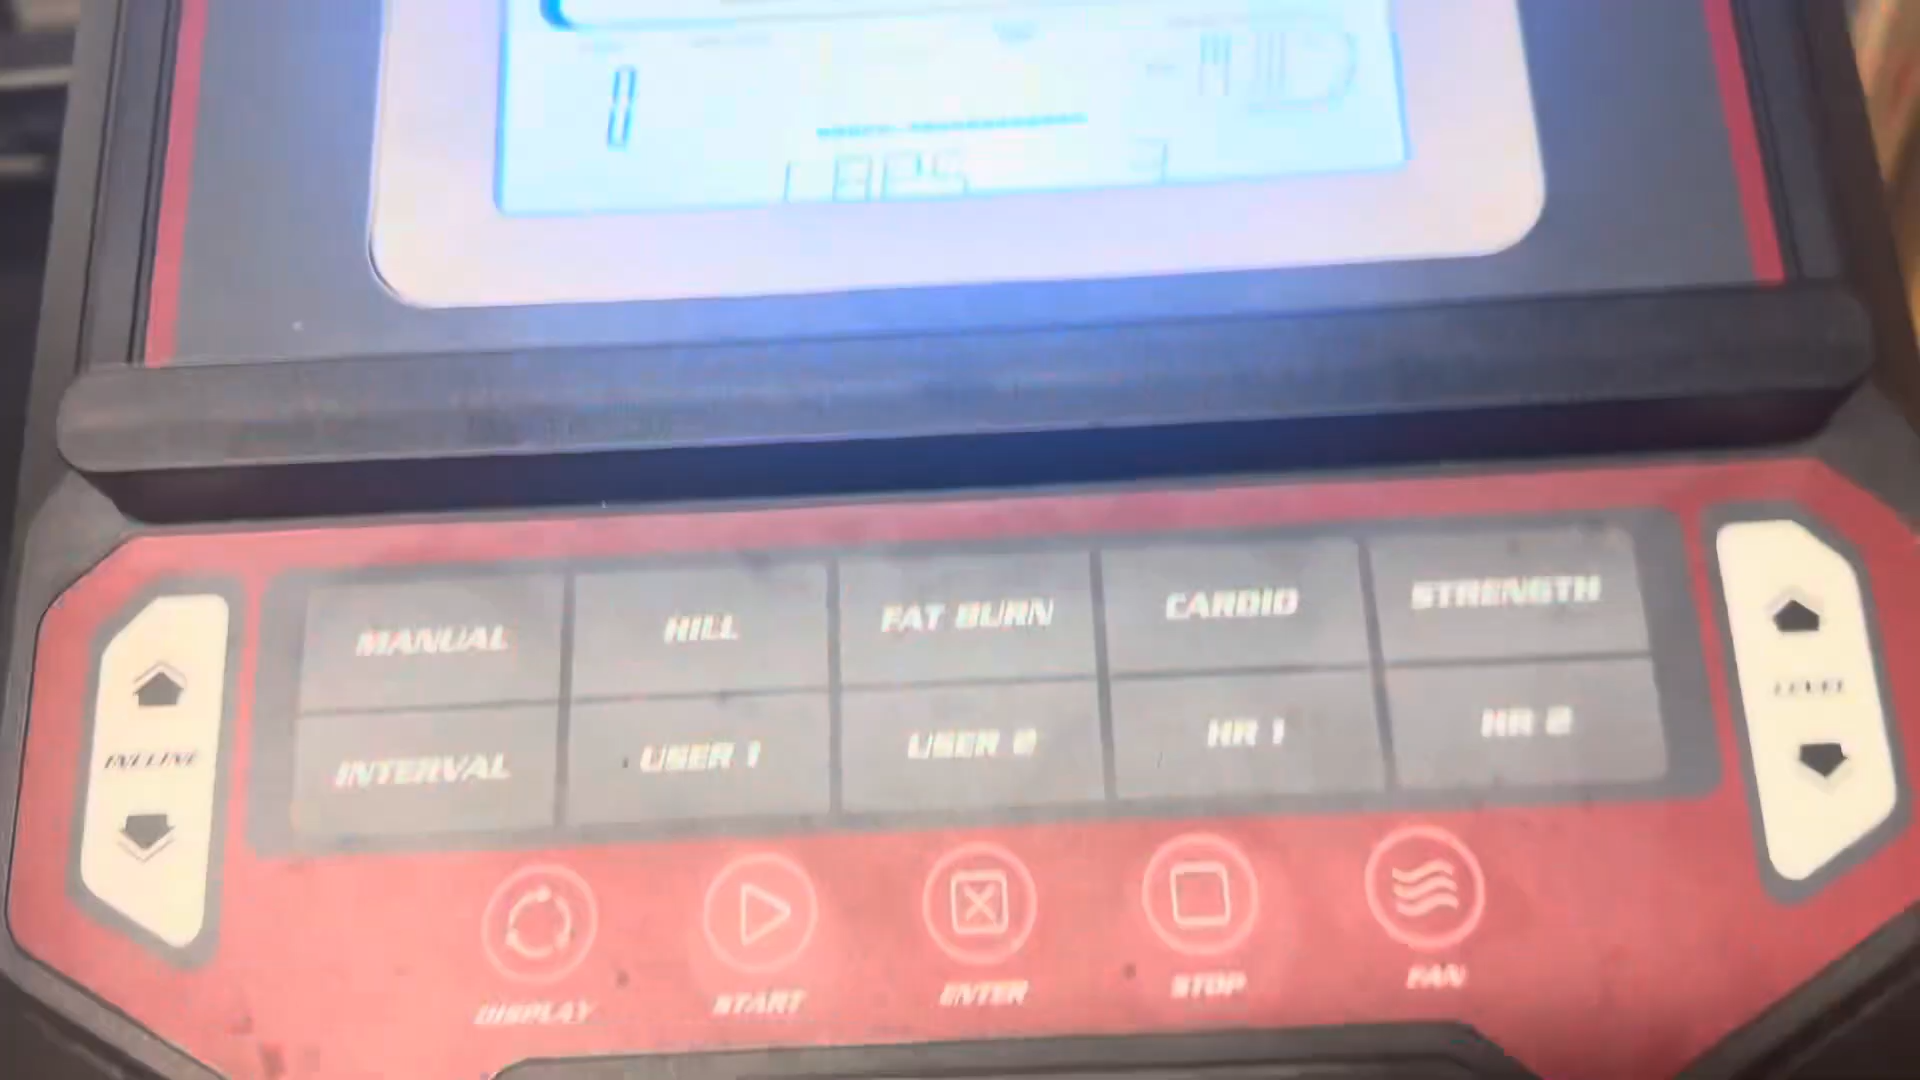 0
MANUAL HILL FAT BURN CARDIO STRENGTH
INTERVAL USER 1 USER 2 HR 1 HR 2
INCLINE
LEVEL
DISPLAY START ENTER STOP FAN